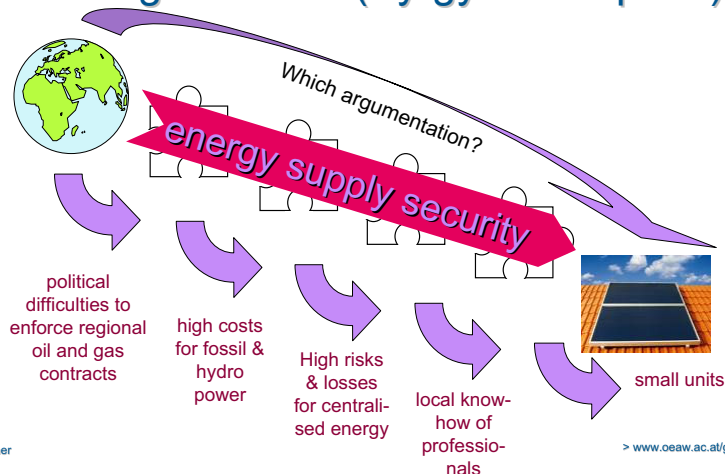 Which argumentation?
energy supply security
political
difficulties to
enforce regional
oil and gas
contracts
high costs
for fossil &
hydro
power
High risks
& losses
for centrali-
sed energy
local know-
how of
professio-
nals
small units
> www.oeaw.ac.at/